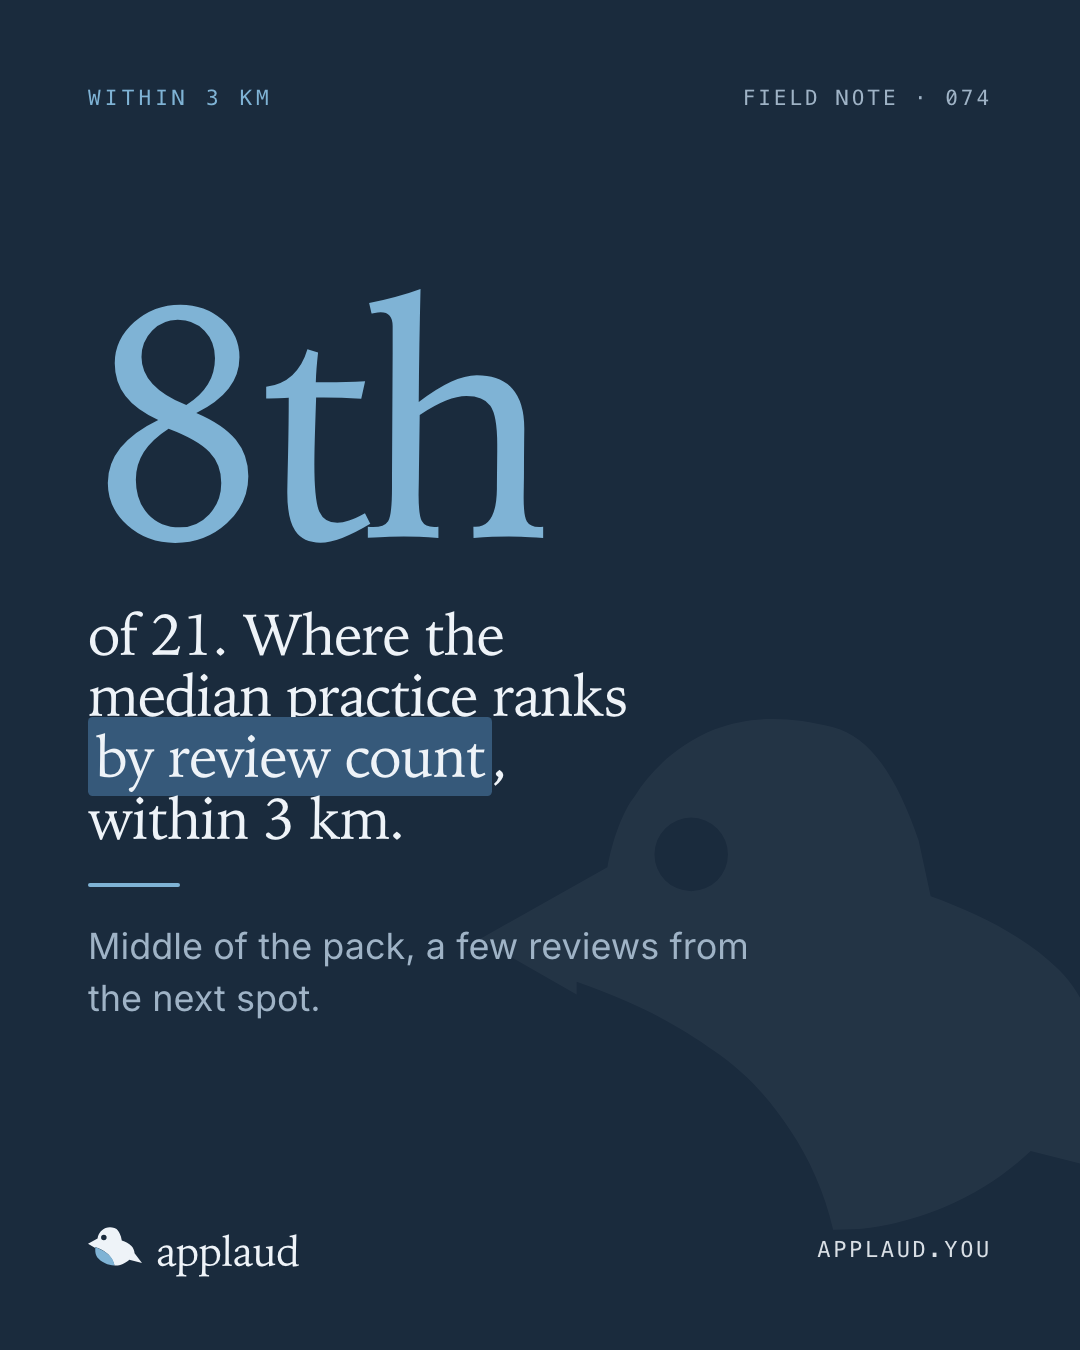 WITHIN 3 KM
FIELD NOTE · 074
8th
of 21. Where the
median practice ranks
by review count,
within 3 km.
Middle of the pack, a few reviews from
the next spot.
applaud
APPLAUD.YOU